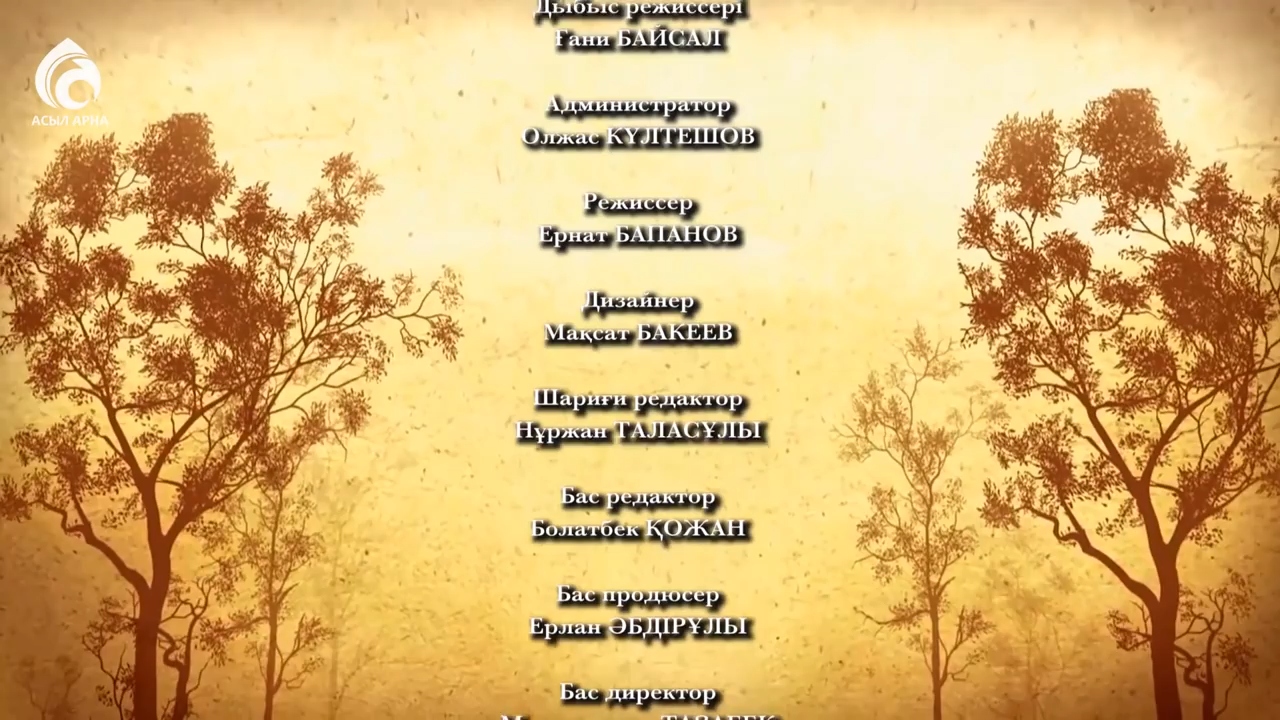 Дыбыс режиссері
Ғани БАЙСАЛ
АСЫЛ АРНА
Администратор
Олжас КҮЛТЕШОВ
Режиссер
Ернат БАПАНОВ
Дизайнер
Мақсат БАКЕЕВ
Шариғи редактор
Нұржан ТАЛАСҰЛЫ
Бас редактор
Болатбек ҚОЖАН
Бас продюсер
Ерлан ӘБДІРҰЛЫ
Бас директор